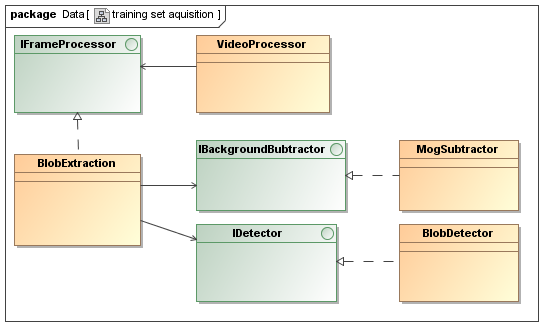 package Data [ training set aquisition ]
IFrameProcessor
VideoProcessor
BlobExtraction
IBackgroundBubtractor
MogSubtractor
IDetector
BlobDetector